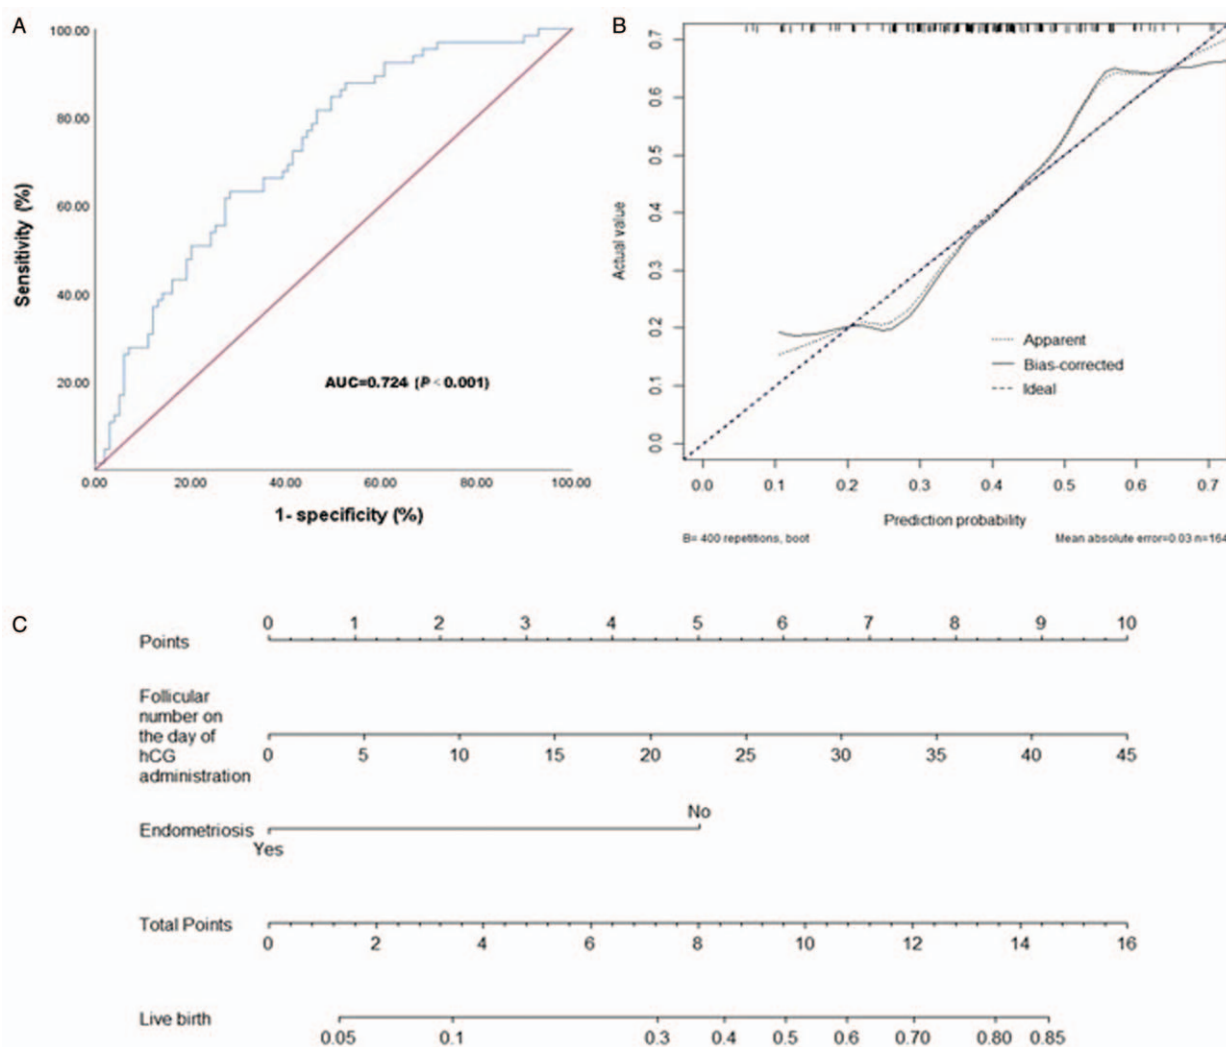 A
100.00
80.00
60.00
40.00
20.00
Sensitivity (%)
AUC=0.724 (P < 0.001)
0.00 20.00 40.00 60.00 80.00 100.00
1- specificity (%)
B
0.7
0.6
0.5
0.4
0.3
0.2
0.1
0.0
Actual value
Apparent
Bias-corrected
Ideal
0.0 0.1 0.2 0.3 0.4 0.5 0.6 0.7
Prediction probability
B= 400 repetitions, boot
Mean absolute error=0.03 n=164
C
0 1 2 3 4 5 6 7 8 9 10
Points
Follicular
number on
the day of
hCG
administration
0 5 10 15 20 25 30 35 40 45
No
Endometriosis
Yes
Total Points
0 2 4 6 8 10 12 14 16
Live birth
0.05 0.1 0.3 0.4 0.5 0.6 0.70 0.80 0.85